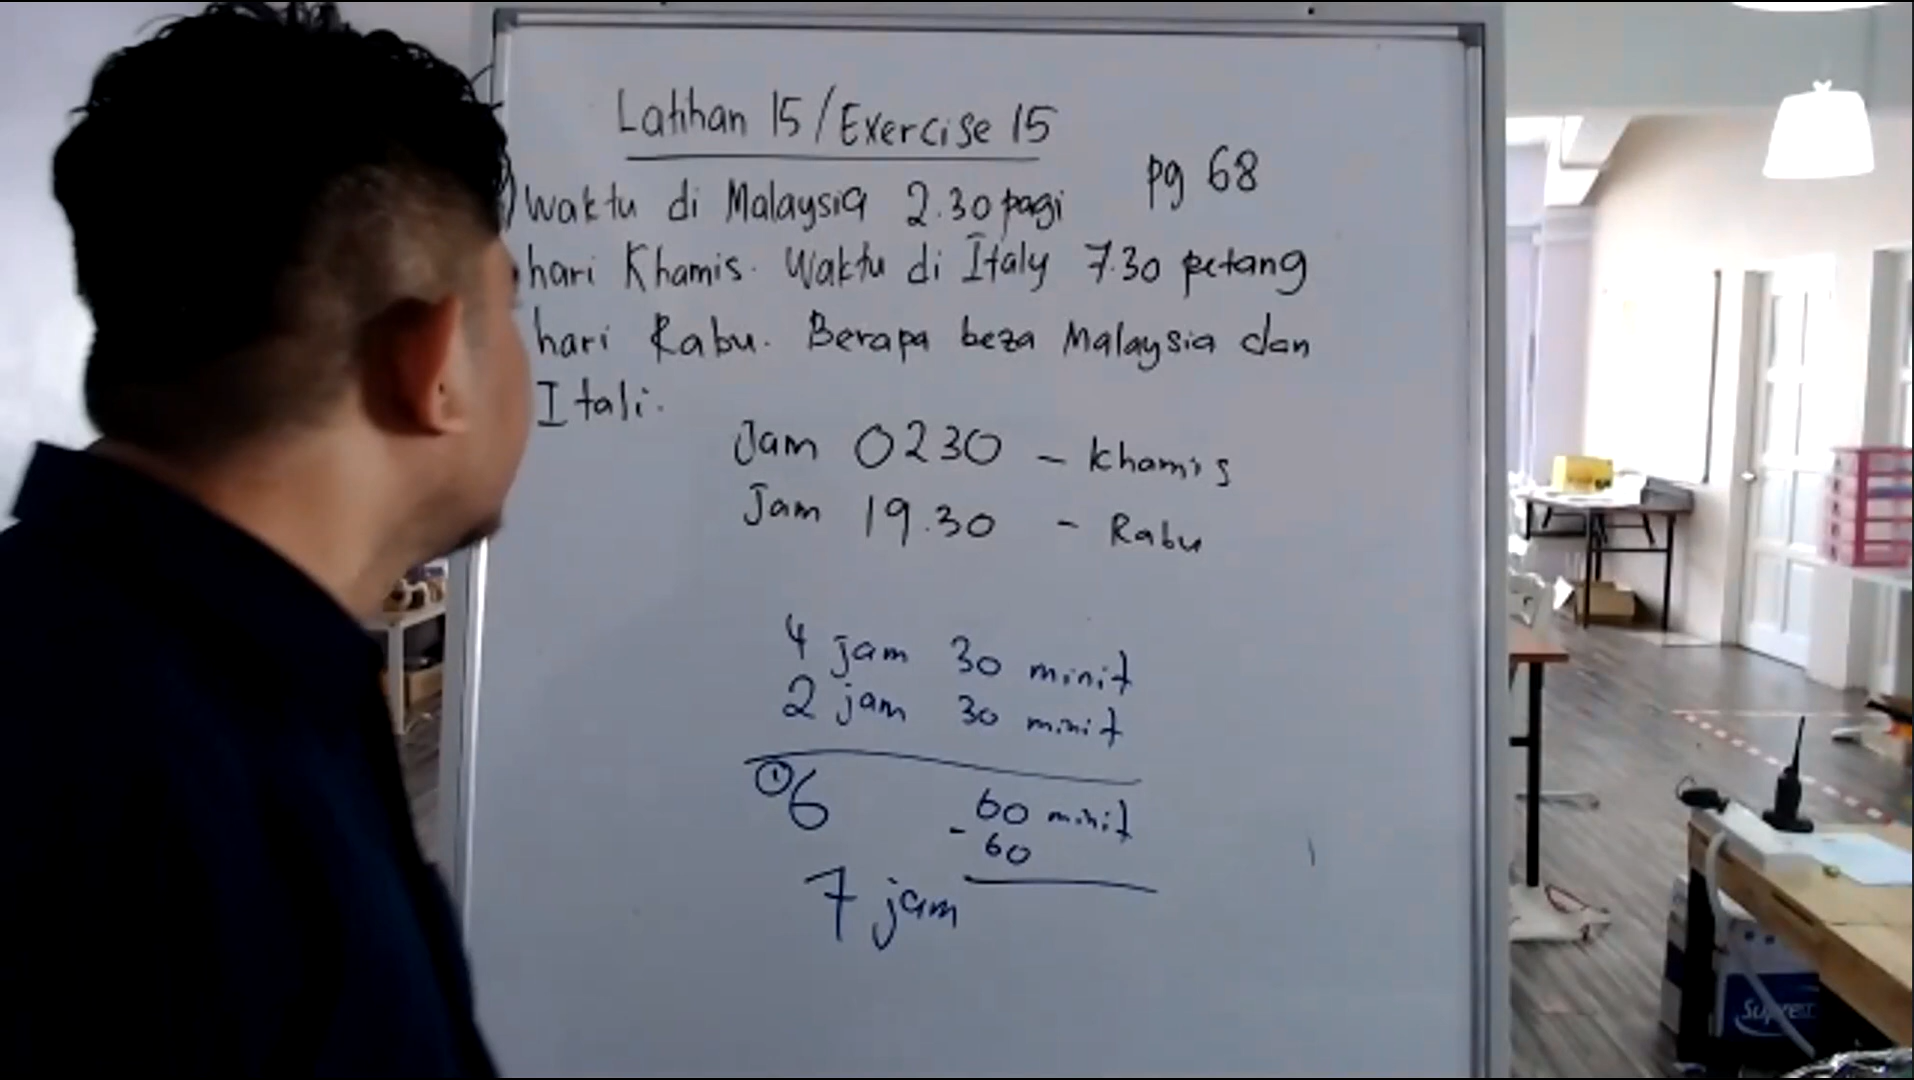 Latihan 15 / Exercise 15
pg 68
) Waktu di Malaysia 2.30 pagi
hari Khamis. Waktu di Italy 7.30 petang
hari Rabu. Berapa beza Malaysia dan
Itali.
Jam 0230 - Khamis
Jam 19.30 - Rabu
4 jam 30 minit
2 jam 30 minit
1 6 60 minit
- 60
7 jam